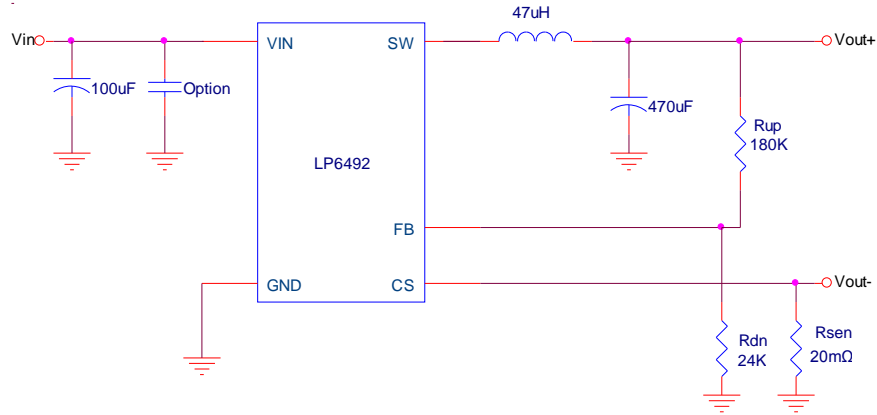 47uH
Vin
VIN
SW
Vout+
100uF
Option
470uF
Rup
180K
LP6492
FB
GND
CS
Vout-
Rdn
24K
Rsen
20mΩ